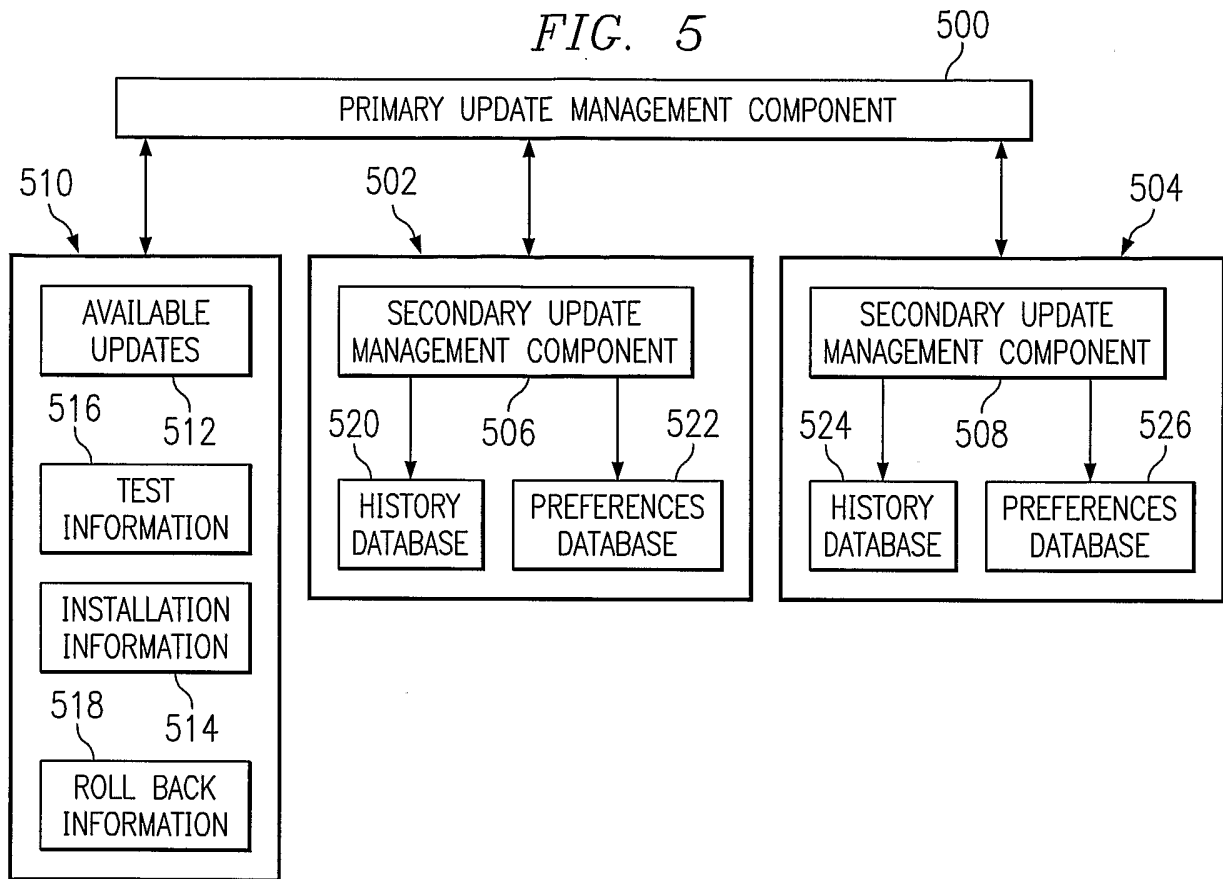 FIG. 5
500
PRIMARY UPDATE MANAGEMENT COMPONENT
510
502
504
AVAILABLE
UPDATES
512
516
TEST
INFORMATION
INSTALLATION
INFORMATION
514
518
ROLL BACK
INFORMATION
SECONDARY UPDATE
MANAGEMENT COMPONENT
506
520
522
HISTORY
DATABASE
PREFERENCES
DATABASE
SECONDARY UPDATE
MANAGEMENT COMPONENT
508
524
526
HISTORY
DATABASE
PREFERENCES
DATABASE